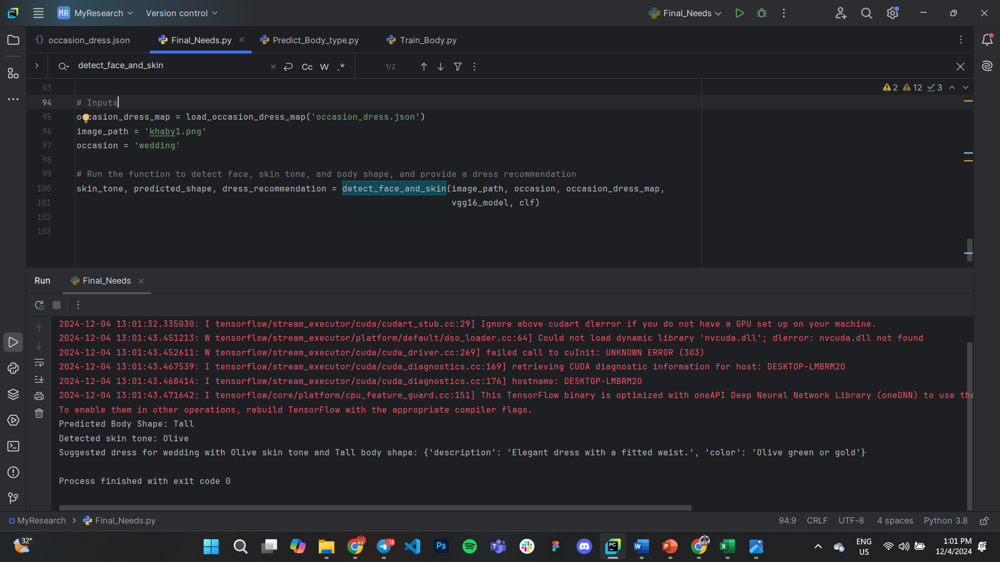 MR MyResearch Version control Final_Needs
occasion_dress.json Final_Needs.py Predict_Body_type.py Train_Body.py
detect_face_and_skin Cc W .* 1/2
93
2 12 3
94 # Inputs
95 occasion_dress_map = load_occasion_dress_map('occasion_dress.json')
96 image_path = 'khaby1.png'
97 occasion = 'wedding'
98
99 # Run the function to detect face, skin tone, and body shape, and provide a dress recommendation
100 skin_tone, predicted_shape, dress_recommendation = detect_face_and_skin(image_path, occasion, occasion_dress_map,
101 vgg16_model, clf)
102
103
Run Final_Needs
2024-12-04 13:01:32.335030: I tensorflow/stream_executor/cuda/cudart_stub.cc:29] Ignore above cudart dlerror if you do not have a GPU set up on your machine.
2024-12-04 13:01:43.451213: W tensorflow/stream_executor/platform/default/dso_loader.cc:64] Could not load dynamic library 'nvcuda.dll'; dlerror: nvcuda.dll not found
2024-12-04 13:01:43.452611: W tensorflow/stream_executor/cuda/cuda_driver.cc:269] failed call to cuInit: UNKNOWN ERROR (303)
2024-12-04 13:01:43.467539: I tensorflow/stream_executor/cuda/cuda_diagnostics.cc:169] retrieving CUDA diagnostic information for host: DESKTOP-LMBRM2O
2024-12-04 13:01:43.468414: I tensorflow/stream_executor/cuda/cuda_diagnostics.cc:176] hostname: DESKTOP-LMBRM2O
2024-12-04 13:01:43.471642: I tensorflow/core/platform/cpu_feature_guard.cc:151] This TensorFlow binary is optimized with oneAPI Deep Neural Network Library (oneDNN) to use the
To enable them in other operations, rebuild TensorFlow with the appropriate compiler flags.
Predicted Body Shape: Tall
Detected skin tone: Olive
Suggested dress for wedding with Olive skin tone and Tall body shape: {'description': 'Elegant dress with a fitted waist.', 'color': 'Olive green or gold'}
Process finished with exit code 0
MyResearch Final_Needs.py 94:9 CRLF UTF-8 4 spaces Python 3.8
32° Ps 18 ENG 1:01 PM
US 12/4/2024